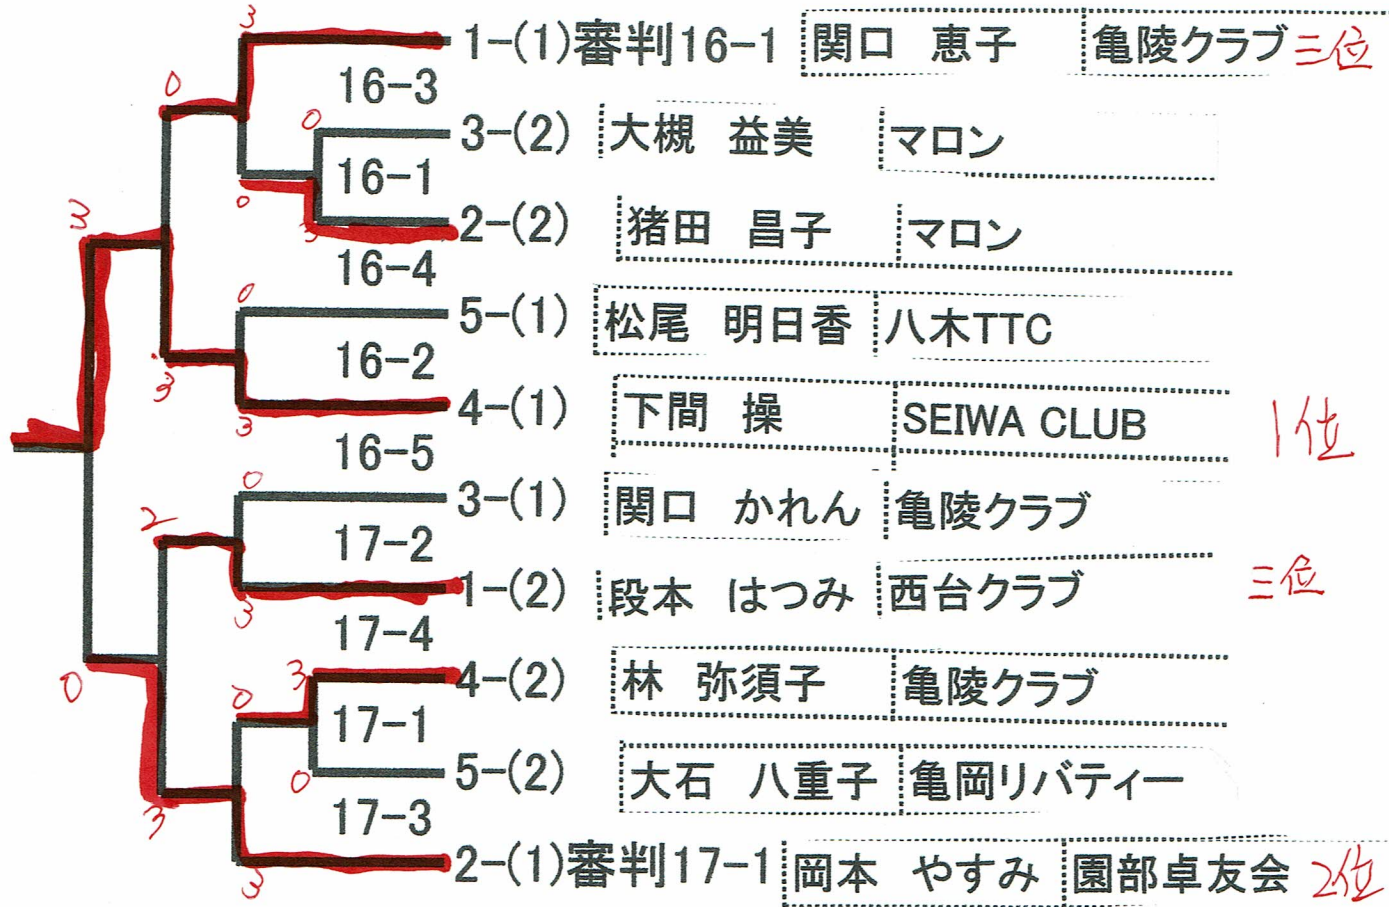 3
1-(1)審判16-1 関口 恵子 亀陵クラブ 三位
0 16-3
0 3-(2) 大槻 益美 マロン
16-1
0 3 2-(2) 猪田 昌子 マロン
3 16-4
0 5-(1) 松尾 明日香 八木TTC
16-2
3 3 4-(1) 下間 操 SEIWA CLUB 1位
16-5
0 3-(1) 関口 かれん 亀陵クラブ
2 17-2
3 1-(2) 段本 はつみ 西台クラブ 三位
17-4
0 0 3 4-(2) 林 弥須子 亀陵クラブ
17-1
0 5-(2) 大石 八重子 亀岡リバティー
3 17-3
3 2-(1)審判17-1 岡本 やすみ 園部卓友会 2位